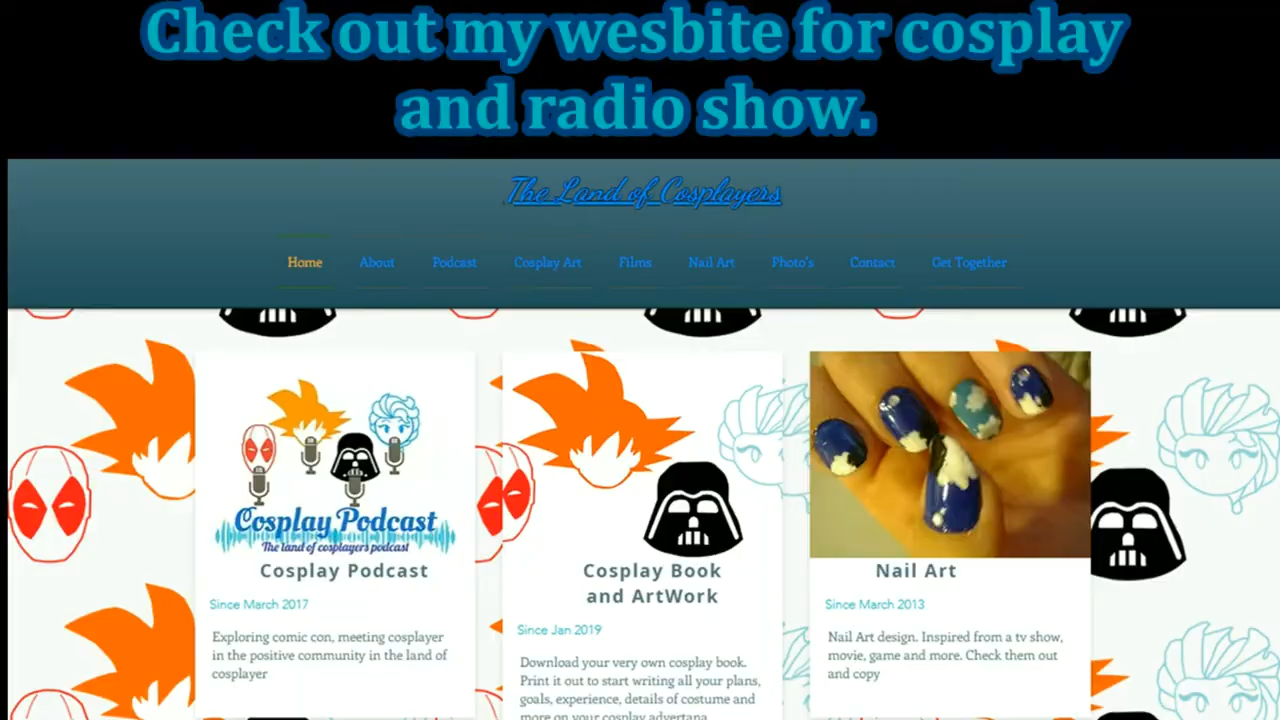 Check out my wesbite for cosplay
and radio show.
The Land of Cosplayers
Home About Podcast Cosplay Art Films Nail Art Photo's Contact Get Together
Cosplay Podcast
The land of cosplayers podcast
Cosplay Podcast
Since March 2017
Exploring comic con, meeting cosplayer
in the positive community in the land of
cosplayer
Cosplay Book
and ArtWork
Since Jan 2019
Download your very own cosplay book.
Print it out to start writing all your plans,
goals, experience, details of costume and
more on your cosplay advertana
Nail Art
Since March 2013
Nail Art design. Inspired from a tv show,
movie, game and more. Check them out
and copy